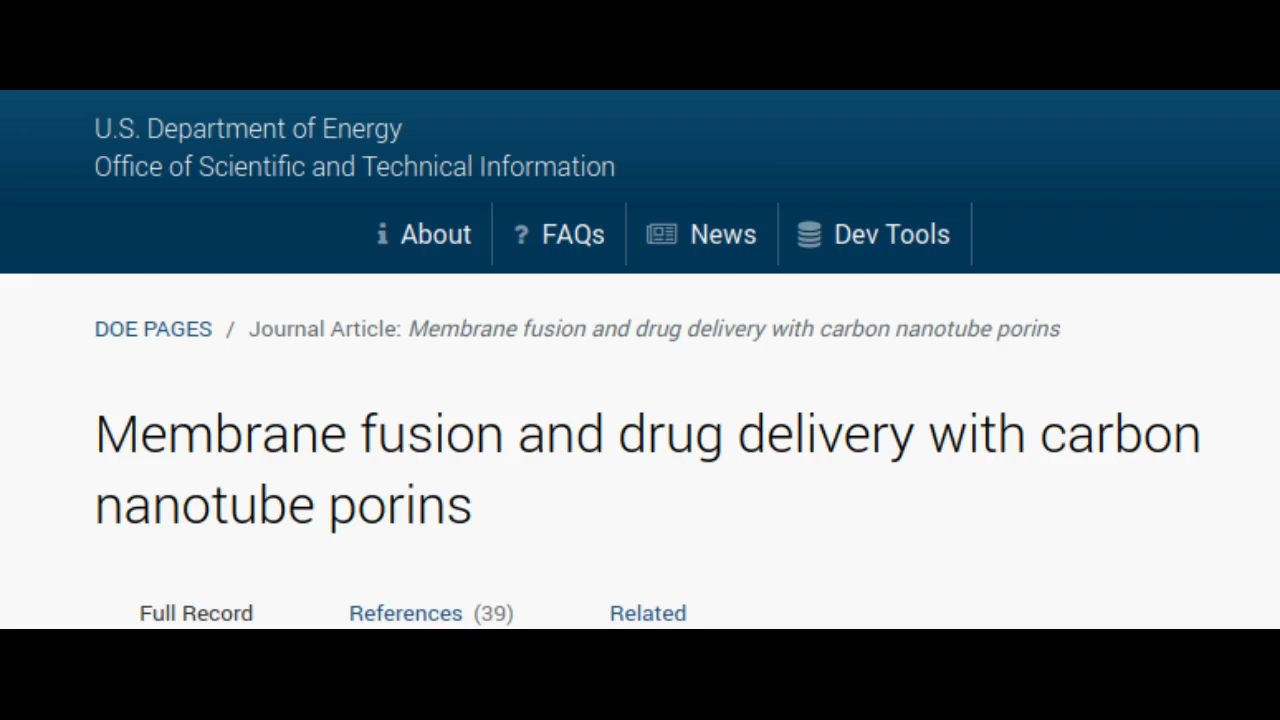 U.S. Department of Energy
Office of Scientific and Technical Information
About FAQs News Dev Tools
DOE PAGES / Journal Article: Membrane fusion and drug delivery with carbon nanotube porins
Membrane fusion and drug delivery with carbon
nanotube porins
Full Record References (39) Related